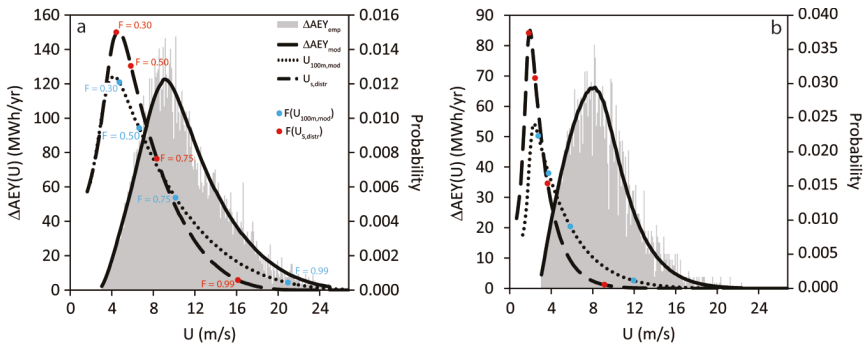 a
ΔAEY(U) (MWh/yr)
160
140
120
100
80
60
40
20
0
0 4 8 12 16 20 24
U (m/s)
0.016
0.014
0.012
0.010
0.008
0.006
0.004
0.002
0.000
Probability
F = 0.30
F = 0.50
F = 0.30
F = 0.50
F = 0.75
F = 0.75
F = 0.99
F = 0.99
ΔAEYemp
ΔAEYmod
U100m,mod
Us,distr
F(U100m,mod)
F(US,distr)
b
ΔAEY(U) (MWh/yr)
90
80
70
60
50
40
30
20
10
0
0 4 8 12 16 20 24
U (m/s)
0.040
0.035
0.030
0.025
0.020
0.015
0.010
0.005
0.000
Probability